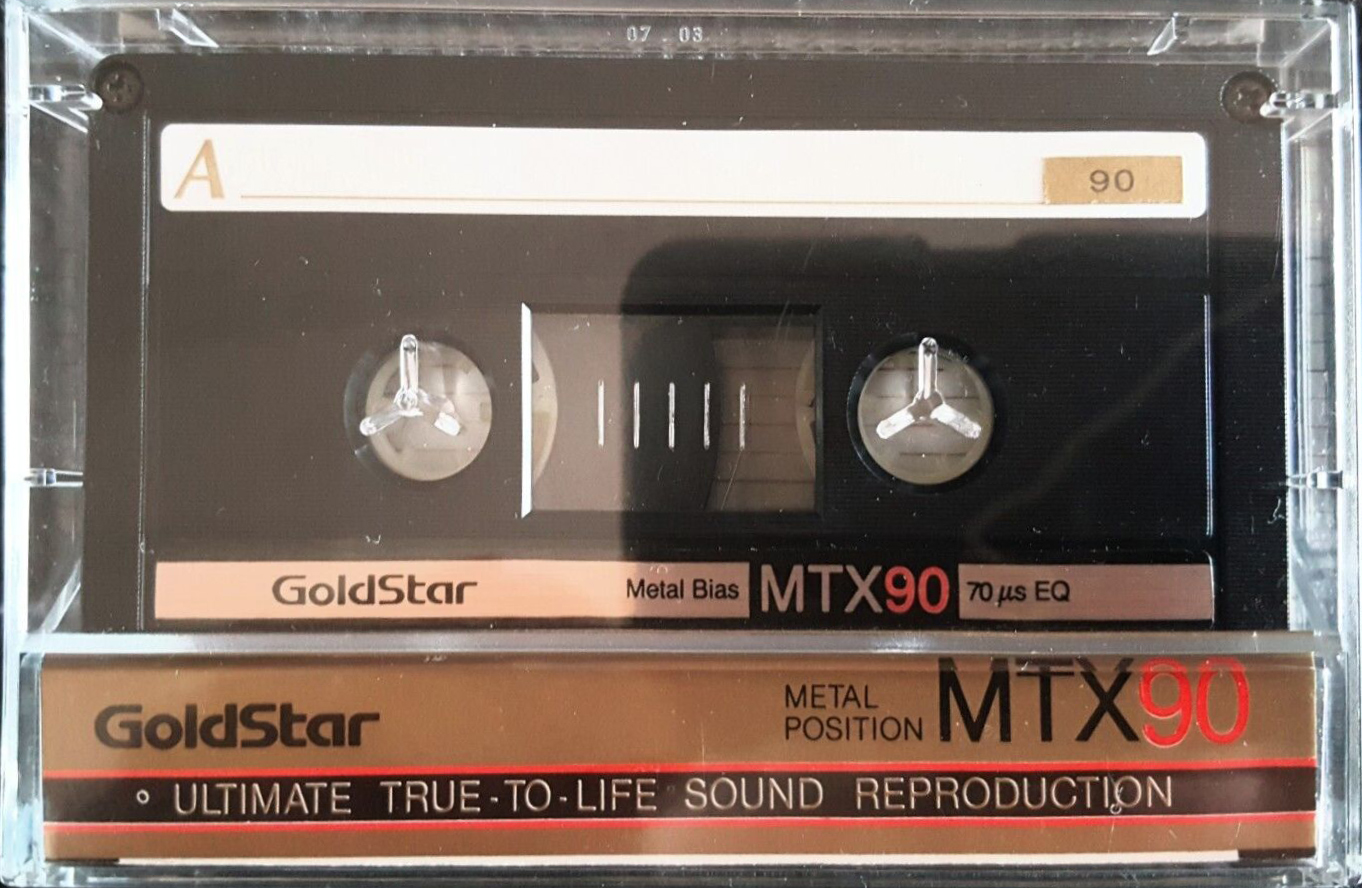 07 . 03
A
90
GoldStar Metal Bias MTX90 70 µs EQ
GoldStar
METAL
POSITION MTX90
ULTIMATE TRUE-TO-LIFE SOUND REPRODUCTION